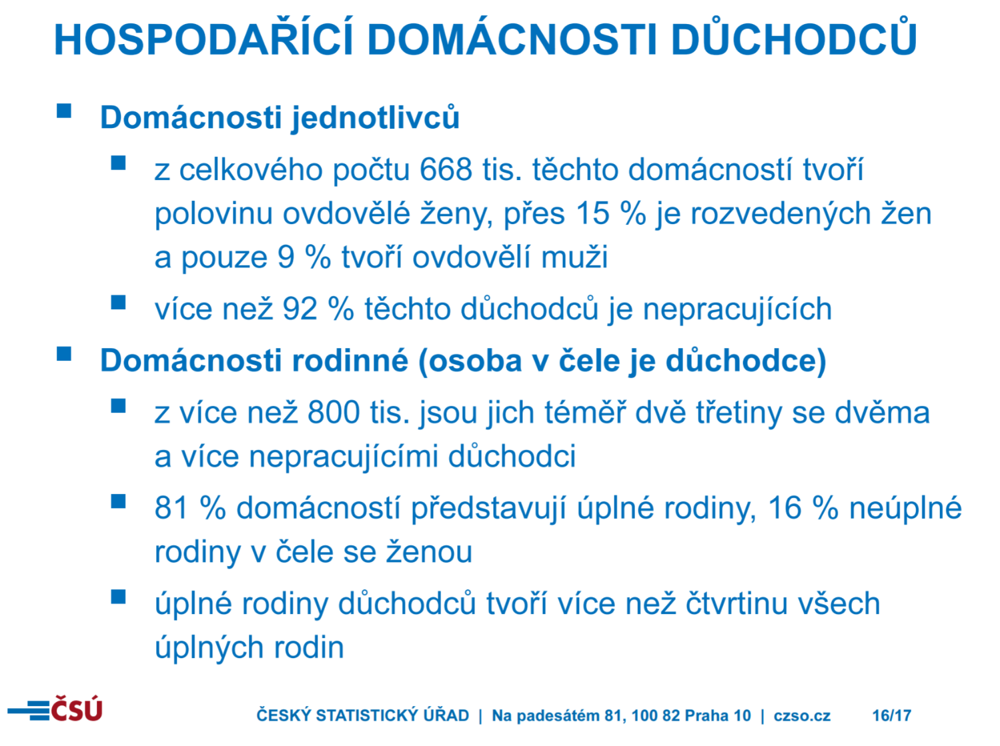 HOSPODAŘÍCÍ DOMÁCNOSTI DŮCHODCŮ
Domácnosti jednotlivců
z celkového počtu 668 tis. těchto domácností tvoří
polovinu ovdovělé ženy, přes 15 % je rozvedených žen
a pouze 9 % tvoří ovdovělí muži
více než 92 % těchto důchodců je nepracujících
Domácnosti rodinné (osoba v čele je důchodce)
z více než 800 tis. jsou jich téměř dvě třetiny se dvěma
a více nepracujícími důchodci
81 % domácností představují úplné rodiny, 16 % neúplné
rodiny v čele se ženou
úplné rodiny důchodců tvoří více než čtvrtinu všech
úplných rodin
ČSÚ
ČESKÝ STATISTICKÝ ÚŘAD | Na padesátém 81, 100 82 Praha 10 | czso.cz 16/17